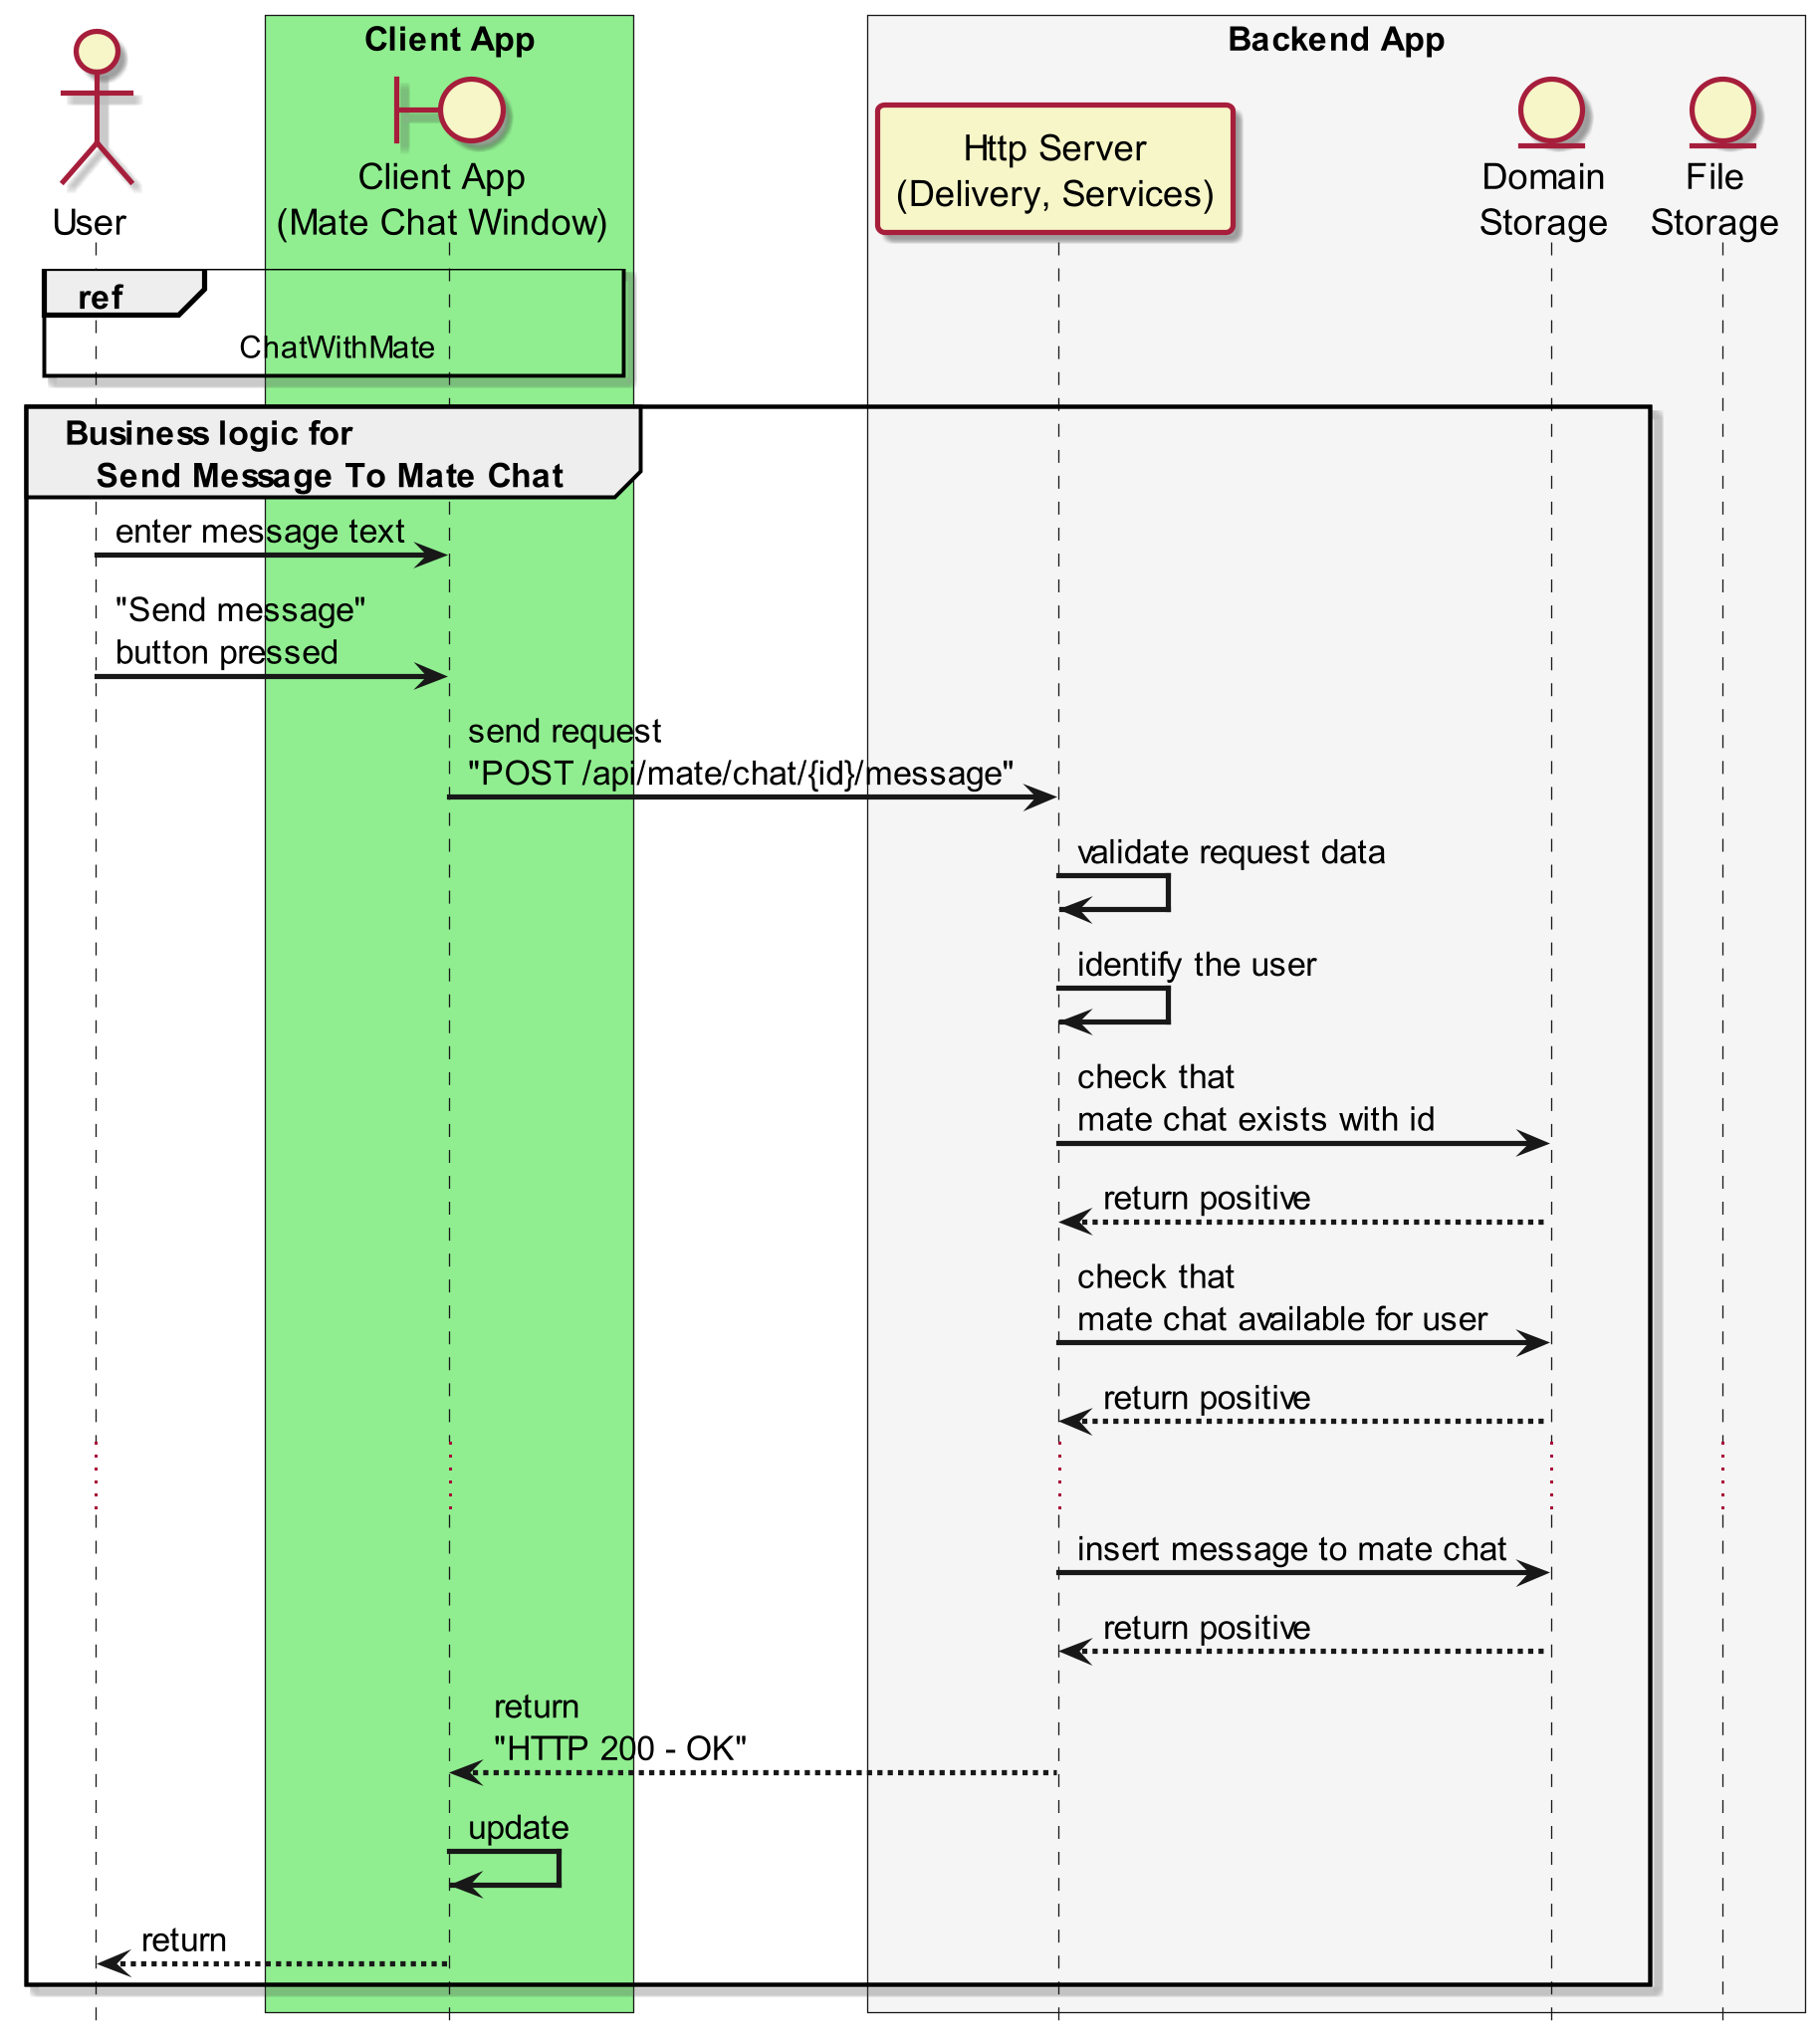 Client App
Backend App
User
Client App
(Mate Chat Window)
Http Server
(Delivery, Services)
Domain
Storage
File
Storage
ref
ChatWithMate
Business logic for
Send Message To Mate Chat
enter message text
"Send message"
button pressed
send request
"POST /api/mate/chat/{id}/message"
validate request data
identify the user
check that
mate chat exists with id
return positive
check that
mate chat available for user
return positive
insert message to mate chat
return positive
return
"HTTP 200 - OK"
update
return